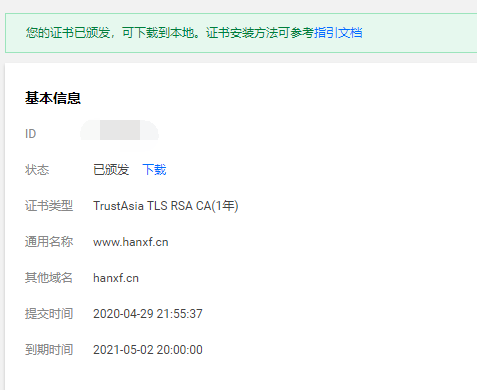 您的证书已颁发，可下载到本地。证书安装方法可参考指引文档
基本信息
ID
状态 已颁发 下载
证书类型 TrustAsia TLS RSA CA(1年)
通用名称 www.hanxf.cn
其他域名 hanxf.cn
提交时间 2020-04-29 21:55:37
到期时间 2021-05-02 20:00:00